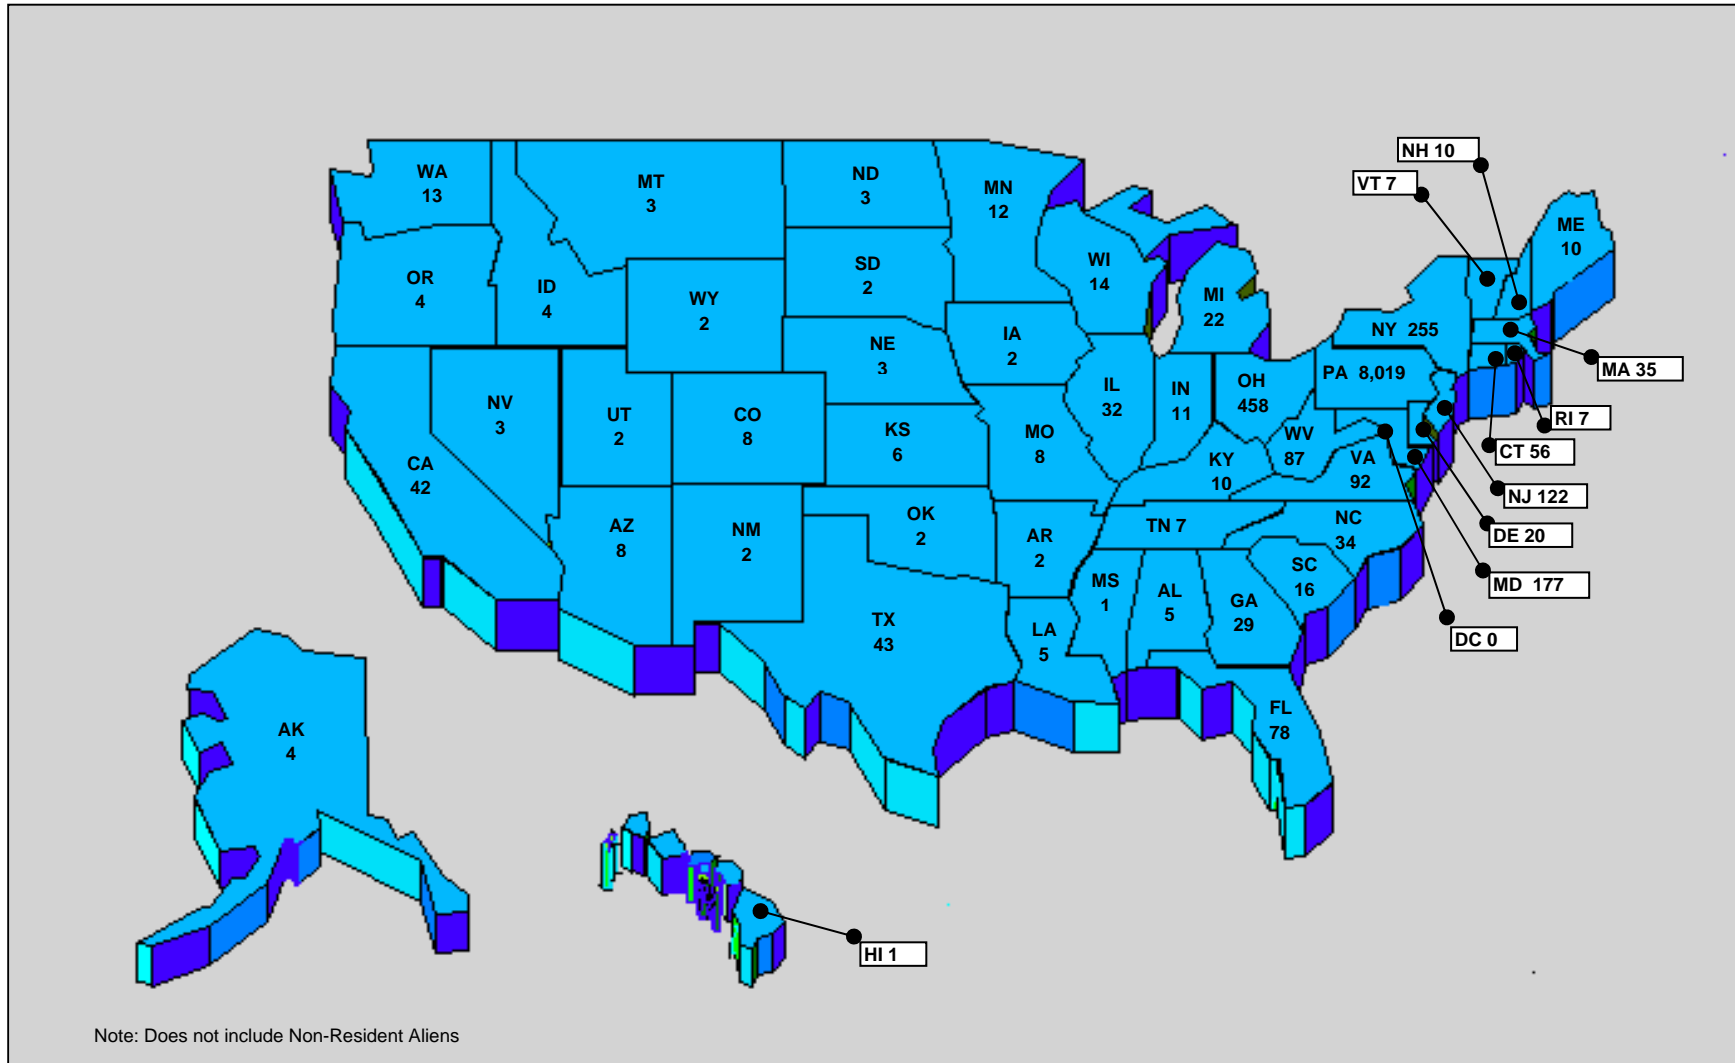 NH 10
VT 7
WA
13
MT
3
ND
3
MN
12
ME
10
OR
4
ID
4
WY
2
SD
2
WI
14
MI
22
NY 255
MA 35
NE
3
IA
2
PA 8,019
NV
3
UT
2
CO
8
KS
6
MO
8
IL
32
IN
11
OH
458
WV
87
VA
92
KY
10
RI 7
CT 56
NJ 122
DE 20
MD 177
DC 0
CA
42
AZ
8
NM
2
OK
2
AR
2
TN 7
NC
34
SC
16
MS
1
AL
5
GA
29
TX
43
LA
5
FL
78
AK
4
HI 1
Note: Does not include Non-Resident Aliens